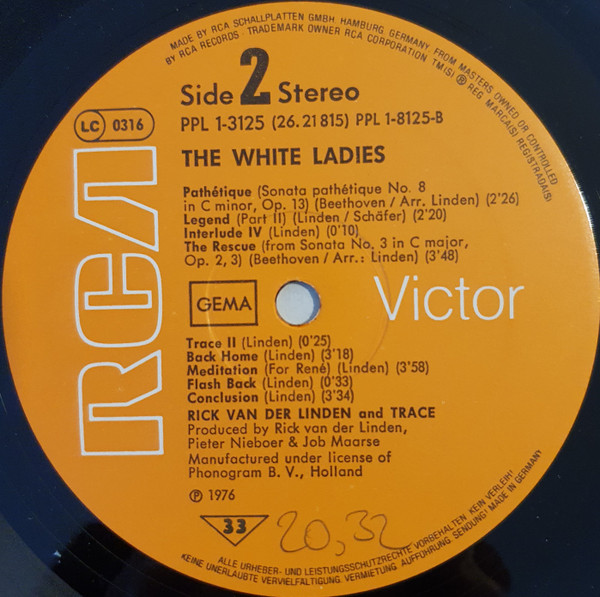 MADE BY RCA SCHALLPLATTEN GMBH HAMBURG, GERMANY, FROM MASTERS OWNED OR CONTROLLED
BY RCA RECORDS · TRADEMARK OWNER RCA CORPORATION TM(S) ® REG. MARCA(S) REGISTRADA(S)
Side 2 Stereo
PPL 1-3125 (26.21815) PPL 1-8125-B
LC 0316
THE WHITE LADIES
Pathétique (Sonata pathétique No. 8
in C minor, Op. 13) (Beethoven / Arr. Linden) (2'26)
Legend (Part II) (Linden / Schäfer) (2'20)
Interlude IV (Linden) (0'10)
The Rescue (from Sonata No. 3 in C major,
Op. 2, 3) (Beethoven / Arr.: Linden) (3'48)
RCA
GEMA
Victor
Trace II (Linden) (0'25)
Back Home (Linden) (3'18)
Meditation (For René) (Linden) (3'58)
Flash Back (Linden) (0'33)
Conclusion (Linden) (3'34)
RICK VAN DER LINDEN and TRACE
Produced by Rick van der Linden,
Pieter Nieboer & Job Maarse
Manufactured under license of
Phonogram B. V., Holland
℗ 1976
33
20,32
ALLE URHEBER- UND LEISTUNGSSCHUTZRECHTE VORBEHALTEN. KEIN VERLEIH!
KEINE UNERLAUBTE VERVIELFÄLTIGUNG, VERMIETUNG, AUFFÜHRUNG, SENDUNG! MADE IN GERMANY